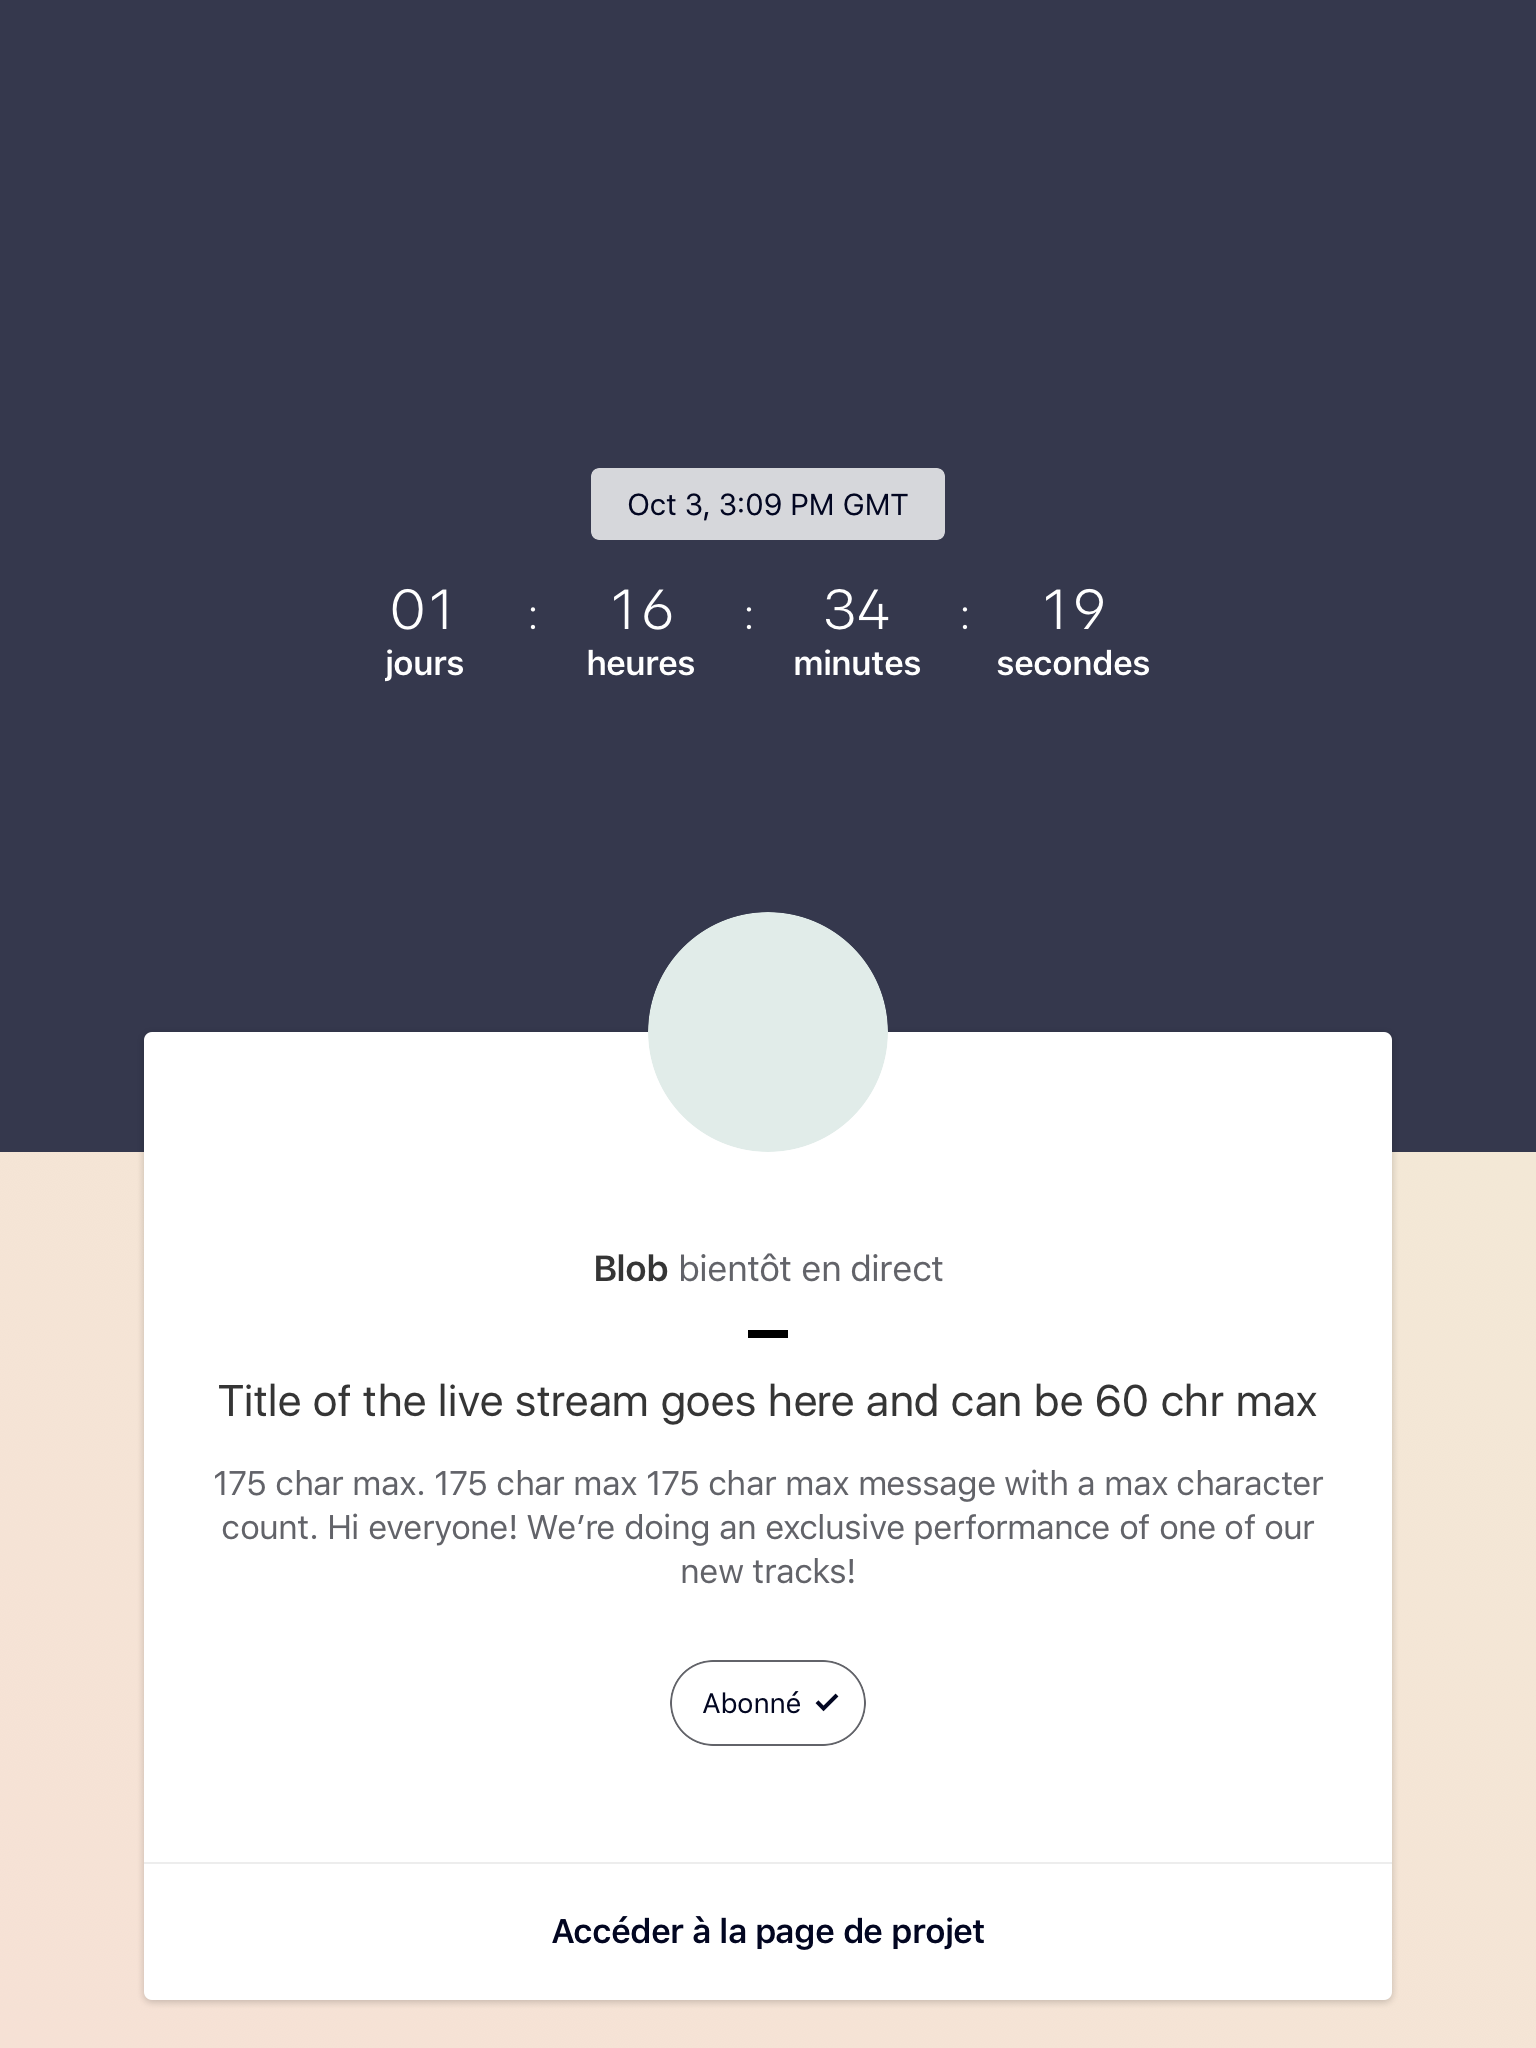 Oct 3, 3:09 PM GMT
01 : 16 : 34 : 19
jours heures minutes secondes
Blob bientôt en direct
Title of the live stream goes here and can be 60 chr max
175 char max. 175 char max 175 char max message with a max character
count. Hi everyone! We’re doing an exclusive performance of one of our
new tracks!
Abonné
Accéder à la page de projet